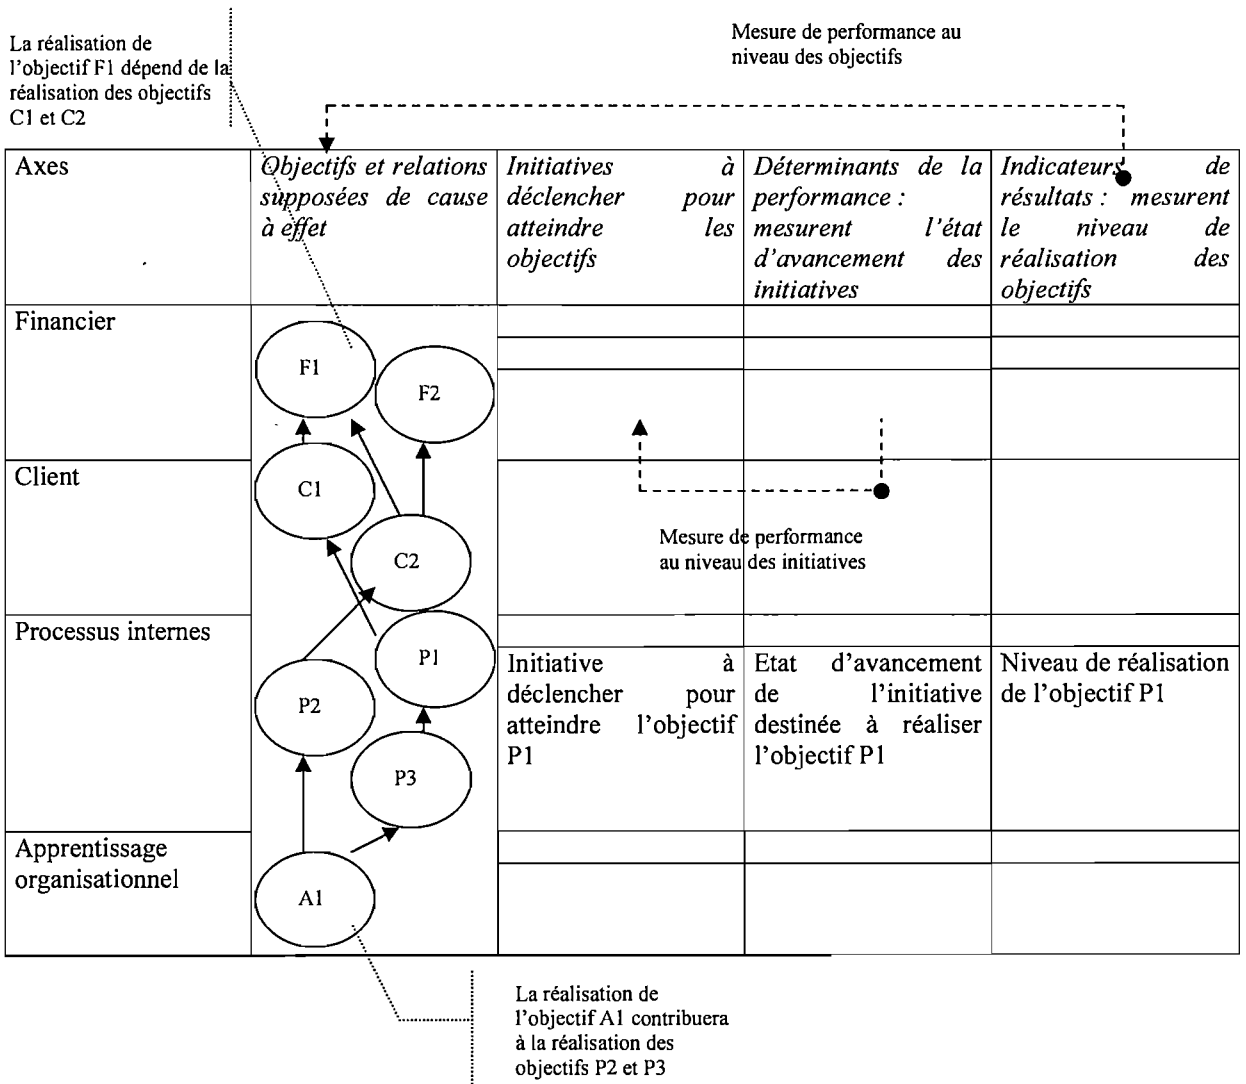 La réalisation de
l'objectif F1 dépend de la
réalisation des objectifs
C1 et C2
Mesure de performance au
niveau des objectifs
Axes
Objectifs et relations
supposées de cause
à effet
Initiatives à
déclencher pour
atteindre les
objectifs
Déterminants de la
performance :
mesurent l'état
d'avancement des
initiatives
Indicateurs de
résultats : mesurent
le niveau de
réalisation des
objectifs
Financier
F1
F2
Client
C1
C2
Mesure de performance
au niveau des initiatives
Processus internes
P1
P2
P3
Initiative à
déclencher pour
atteindre l'objectif
P1
Etat d'avancement
de l'initiative
destinée à réaliser
l'objectif P1
Niveau de réalisation
de l'objectif P1
Apprentissage
organisationnel
A1
La réalisation de
l'objectif A1 contribuera
à la réalisation des
objectifs P2 et P3